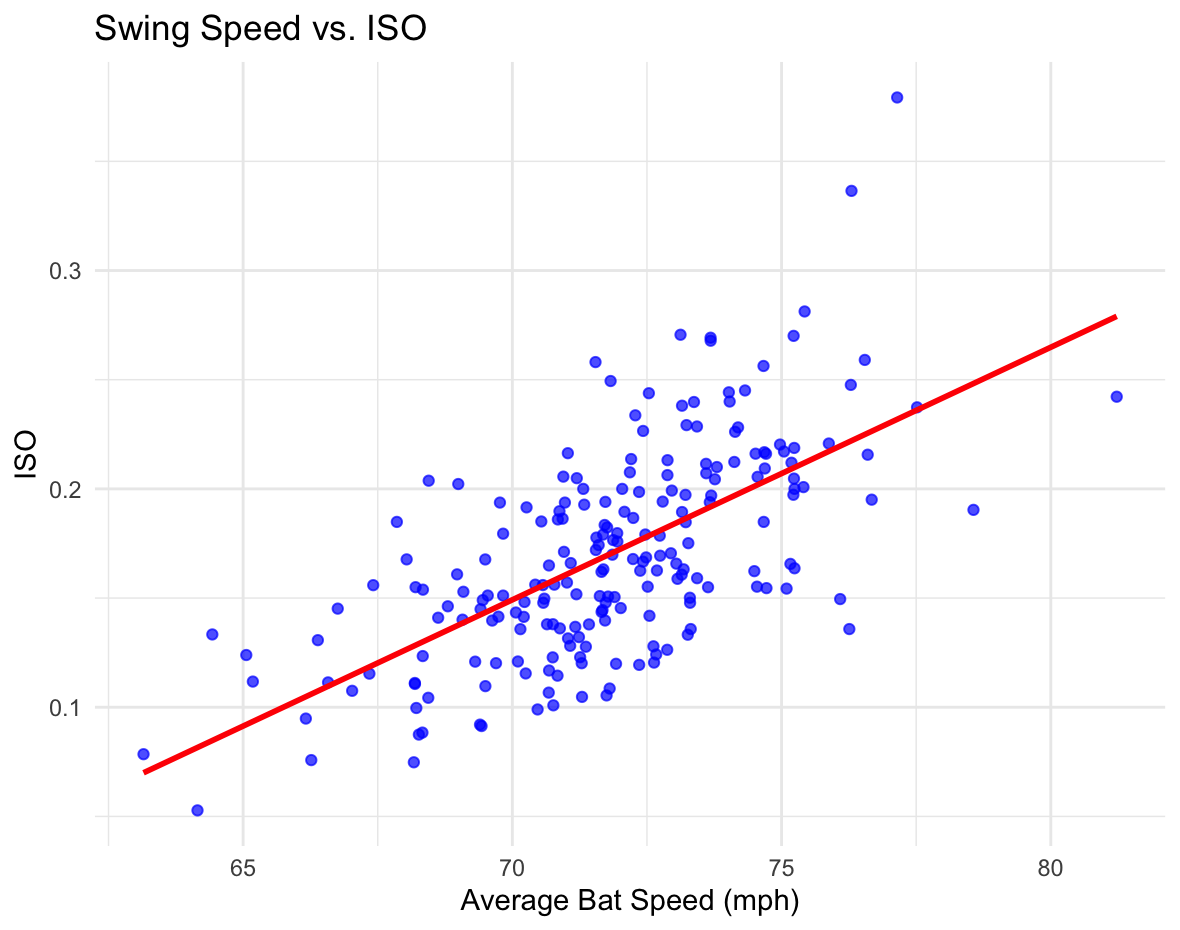 Swing Speed vs. ISO
ISO
0.3
0.2
0.1
65 70 75 80
Average Bat Speed (mph)